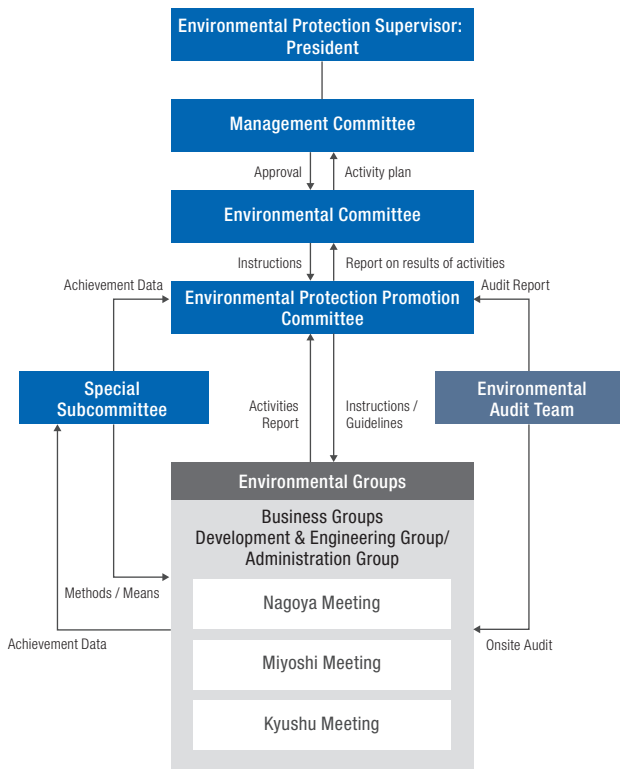 Environmental Protection Supervisor:
President
Management Committee
Approval
Activity plan
Environmental Committee
Instructions
Report on results of activities
Achievement Data
Audit Report
Environmental Protection Promotion
Committee
Special
Subcommittee
Environmental
Audit Team
Activities
Report
Instructions /
Guidelines
Environmental Groups
Business Groups
Development & Engineering Group/
Administration Group
Methods / Means
Nagoya Meeting
Achievement Data
Onsite Audit
Miyoshi Meeting
Kyushu Meeting